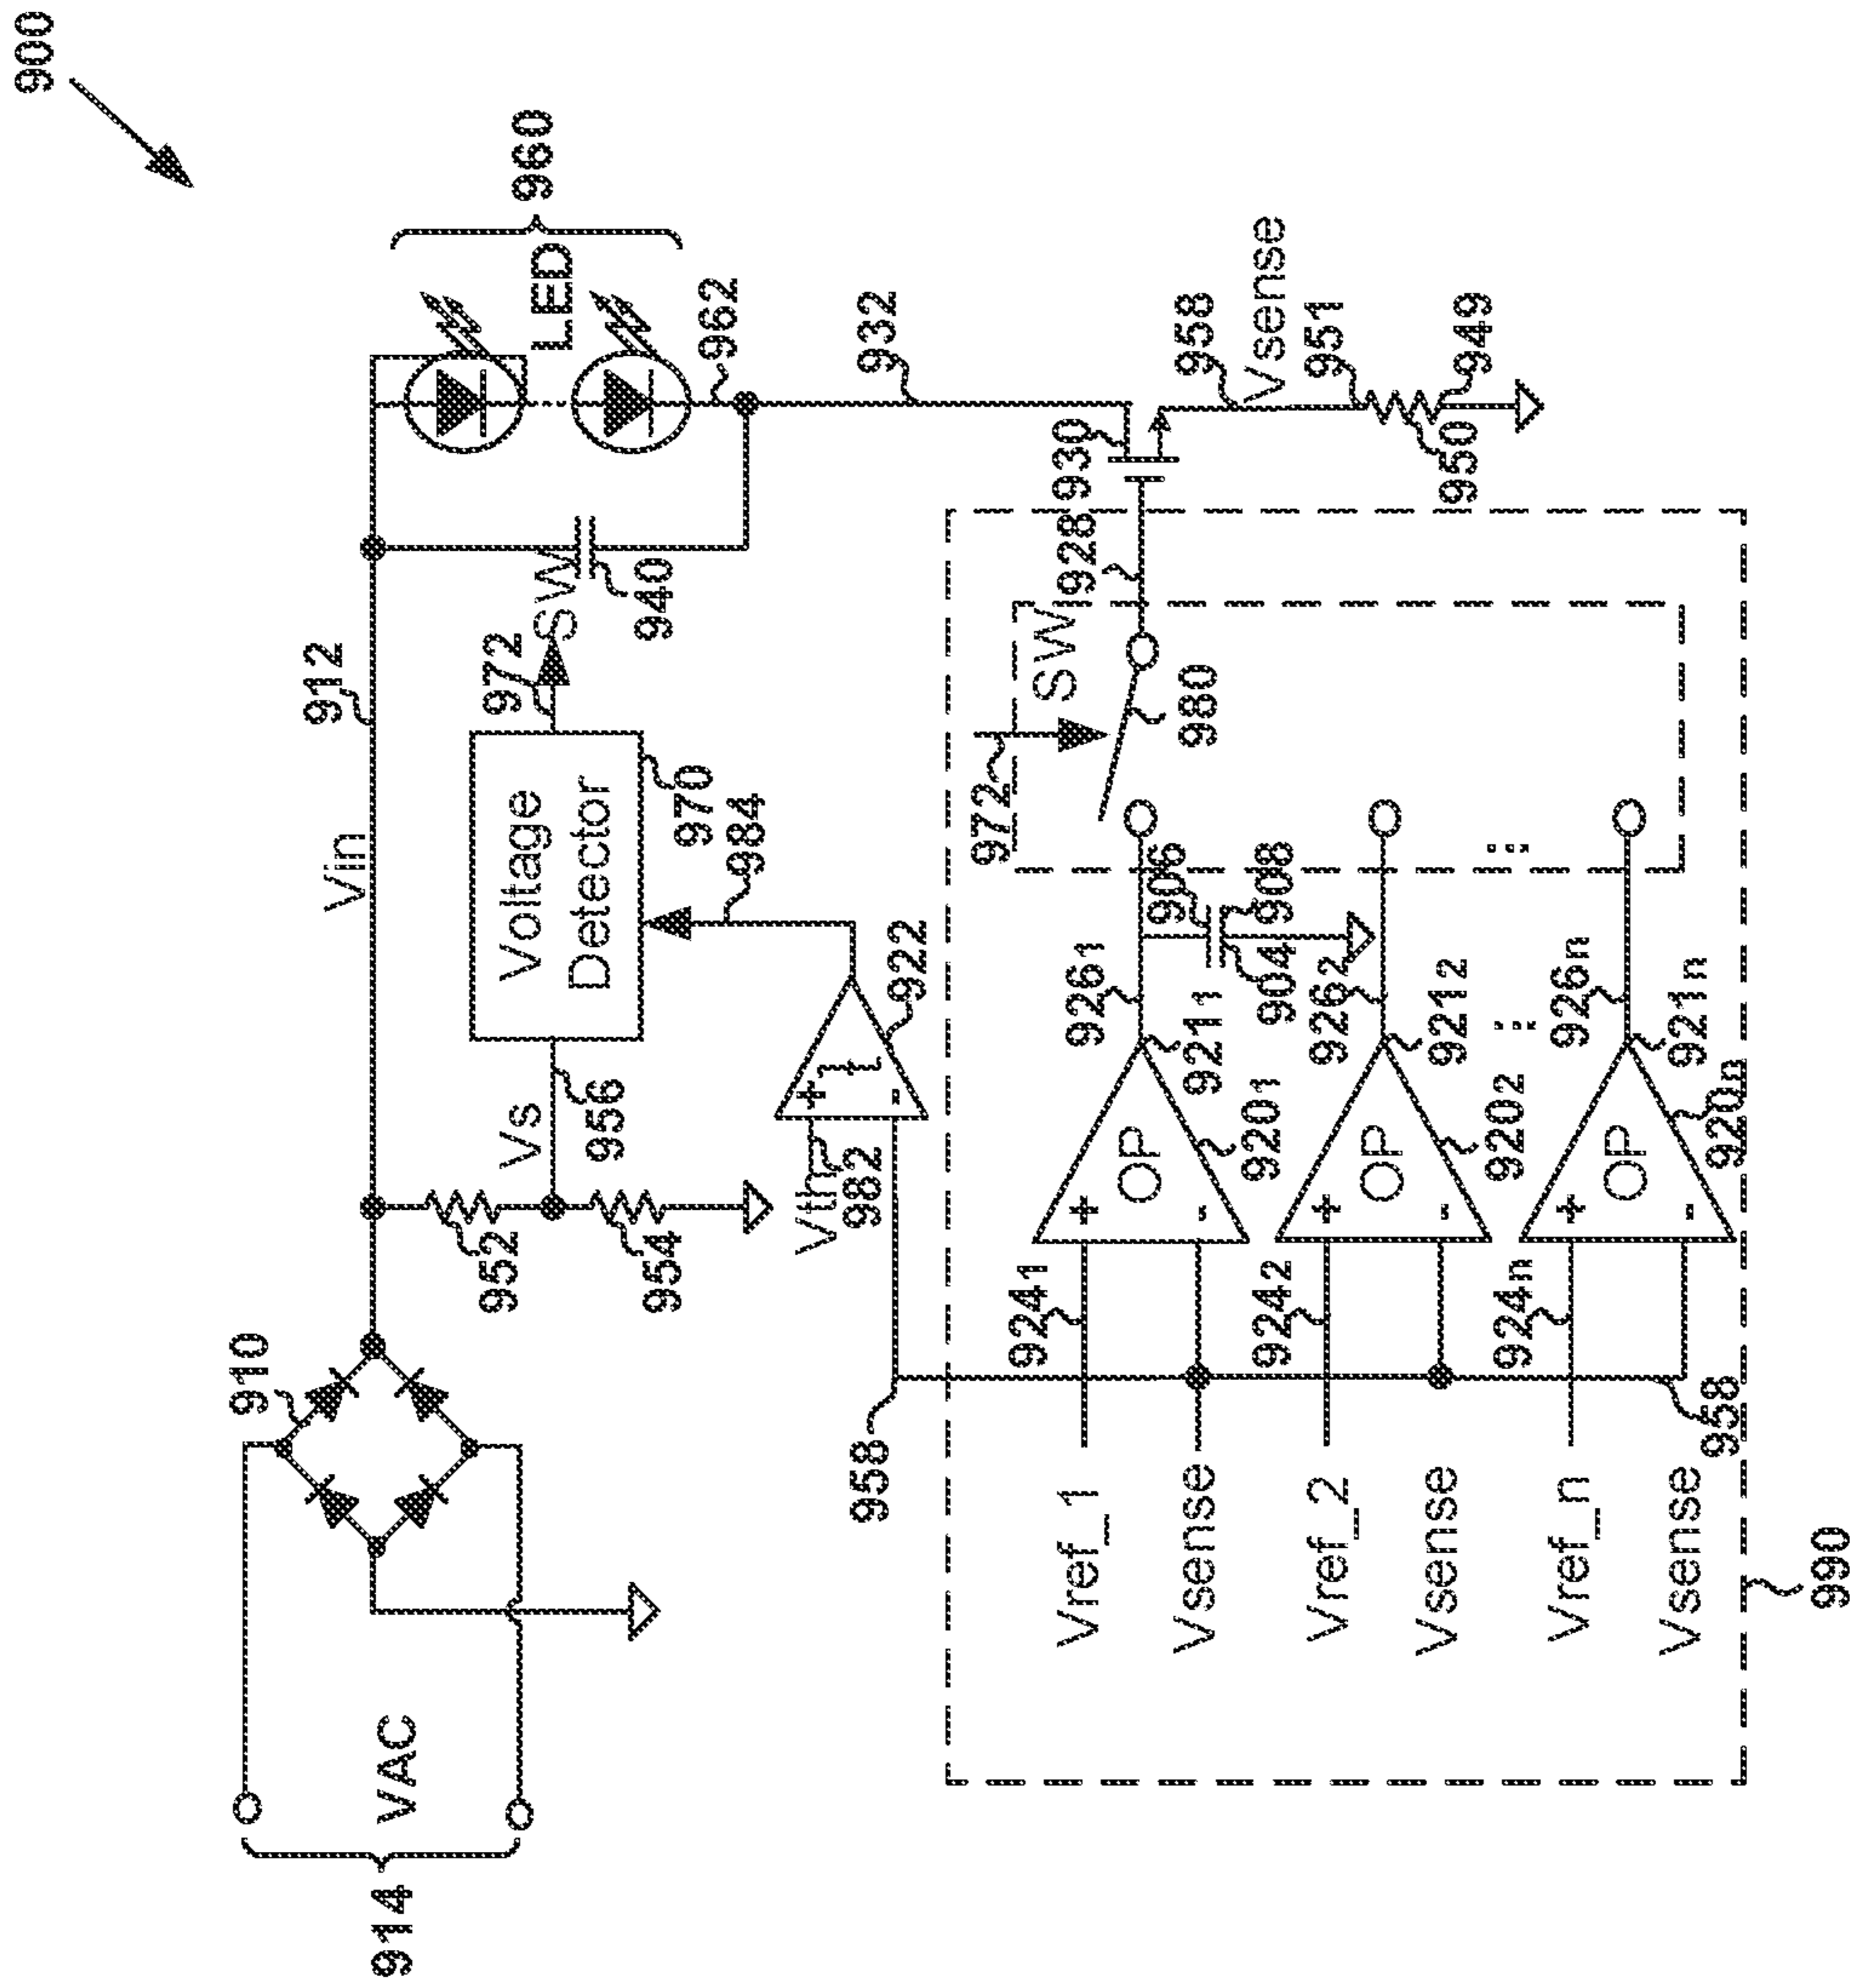 900
914
VAC
910
Vin
912
952
954
Vs
956
Voltage
Detector
970
972
SW
940
LED
960
962
932
Vth
982
922
984
958
Vref_1
Vsense
Vref_2
Vsense
Vref_n
Vsense
958
924₁
924₂
924n
OP
OP
OP
+
-
+
-
+
-
+
-
920₁
920₂
920n
921₁
921₂
921n
926₁
926₂
926n
904
906
908
972
SW
980
928
930
958
Vsense
951
950
949
990